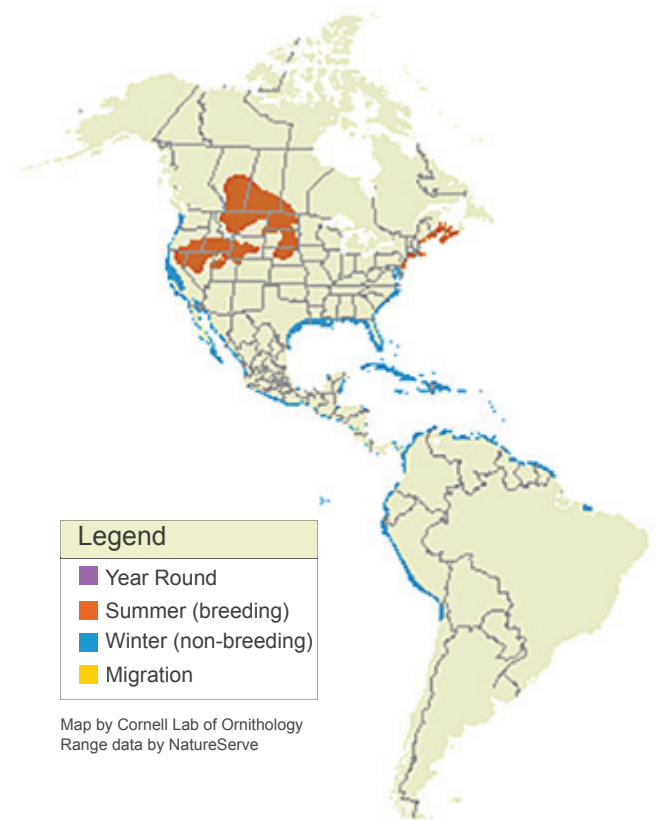 Legend
Year Round
Summer (breeding)
Winter (non-breeding)
Migration
Map by Cornell Lab of Ornithology
Range data by NatureServe